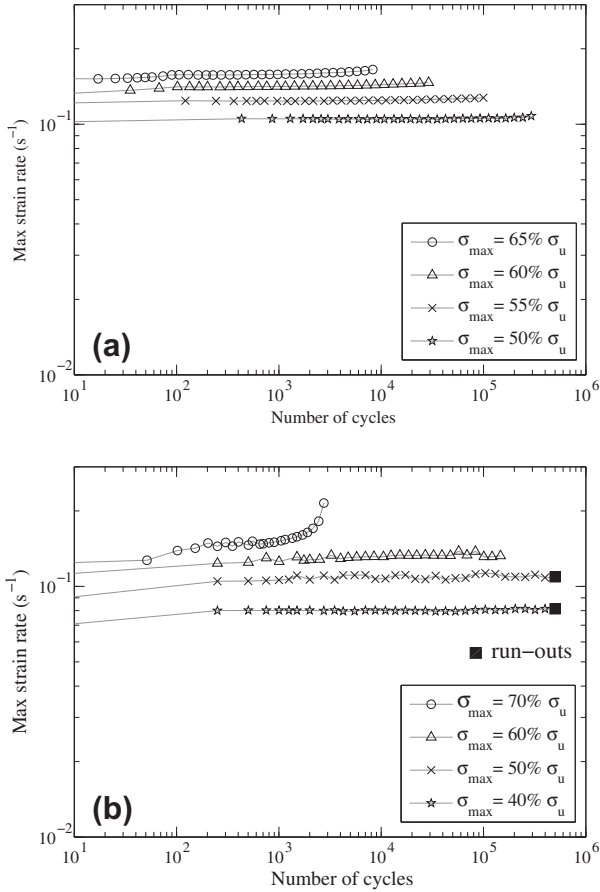 10⁻¹
10⁻²
Max strain rate (s⁻¹)
(a)
σmax = 65% σu
σmax = 60% σu
σmax = 55% σu
σmax = 50% σu
10¹ 10² 10³ 10⁴ 10⁵ 10⁶
Number of cycles
10⁻¹
10⁻²
Max strain rate (s⁻¹)
(b)
run−outs
σmax = 70% σu
σmax = 60% σu
σmax = 50% σu
σmax = 40% σu
10¹ 10² 10³ 10⁴ 10⁵ 10⁶
Number of cycles